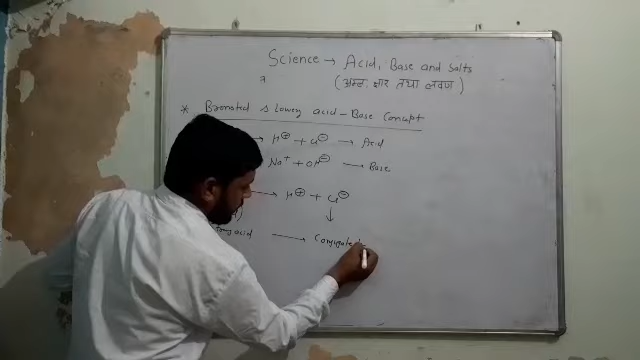 Science → Acid, Base and Salts
(अम्ल क्षार तथा लवण)
* Bronsted & Lowry acid-Base Concept
→ H⊕ + Cl⊖ → Acid
Na⁺ + OH⊖ → Base
→ H⊕ + Cl⊖
↓
acid → Conjugate